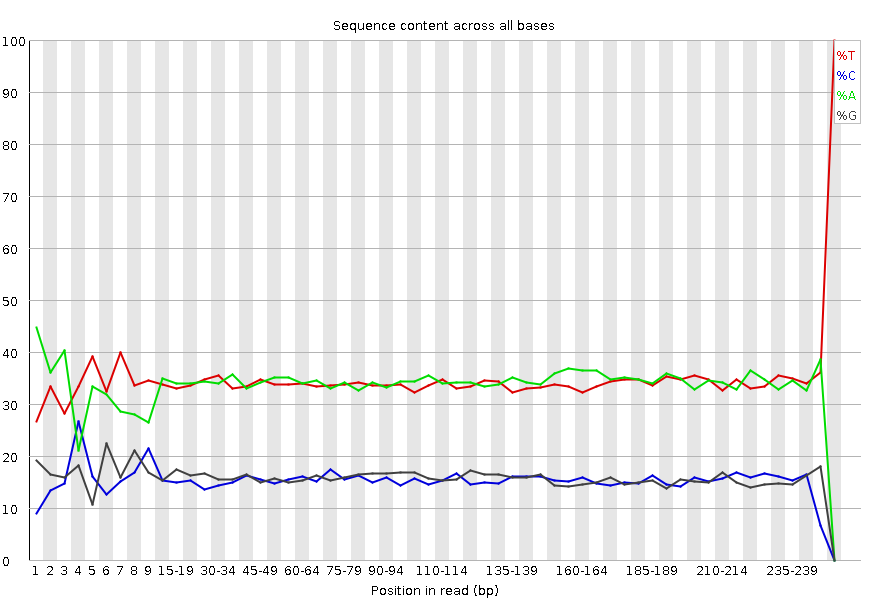 Sequence content across all bases
100
90
80
70
60
50
40
30
20
10
0
%T
%C
%A
%G
1 2 3 4 5 6 7 8 9 15-19 30-34 45-49 60-64 75-79 90-94 110-114 135-139 160-164 185-189 210-214 235-239
Position in read (bp)